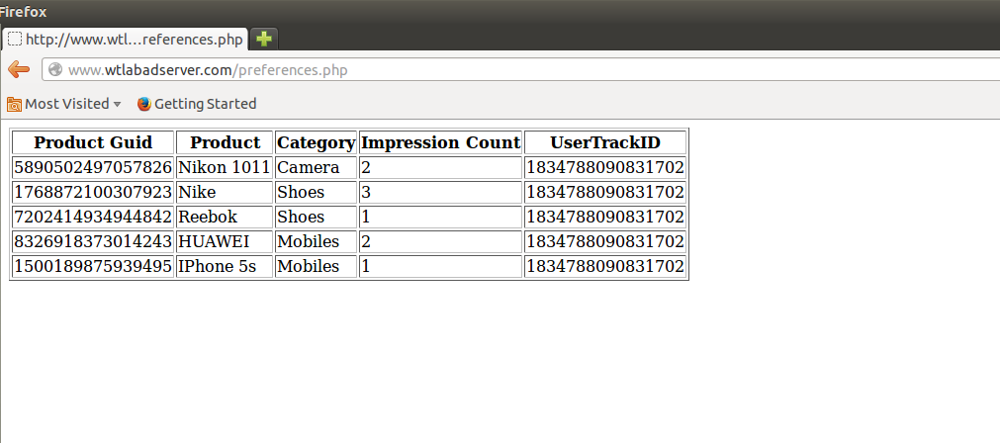 Firefox
http://www.wtl...references.php
www.wtlabadserver.com/preferences.php
Most Visited Getting Started
Product Guid Product Category Impression Count UserTrackID
5890502497057826 Nikon 1011 Camera 2 1834788090831702
1768872100307923 Nike Shoes 3 1834788090831702
7202414934944842 Reebok Shoes 1 1834788090831702
8326918373014243 HUAWEI Mobiles 2 1834788090831702
1500189875939495 IPhone 5s Mobiles 1 1834788090831702